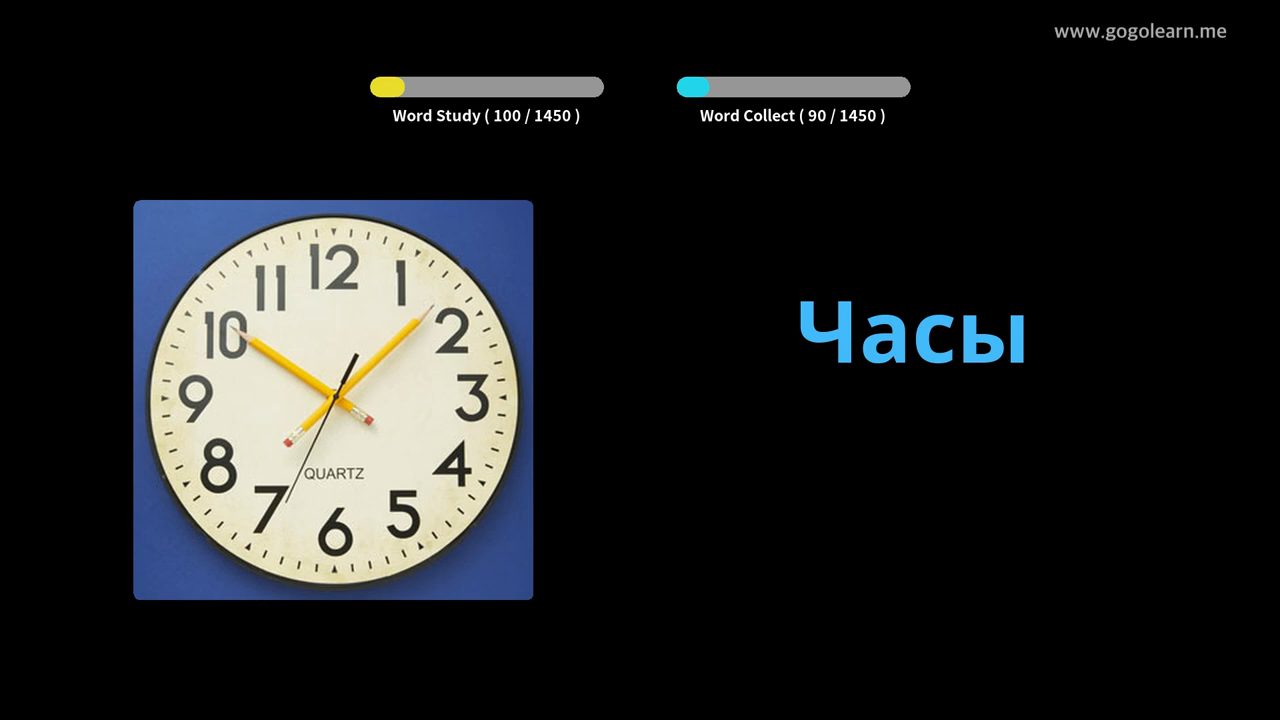 www.gogolearn.me
Word Study ( 100 / 1450 )
Word Collect ( 90 / 1450 )
12
11
1
10
2
9
3
8
4
QUARTZ
7
5
6
Часы